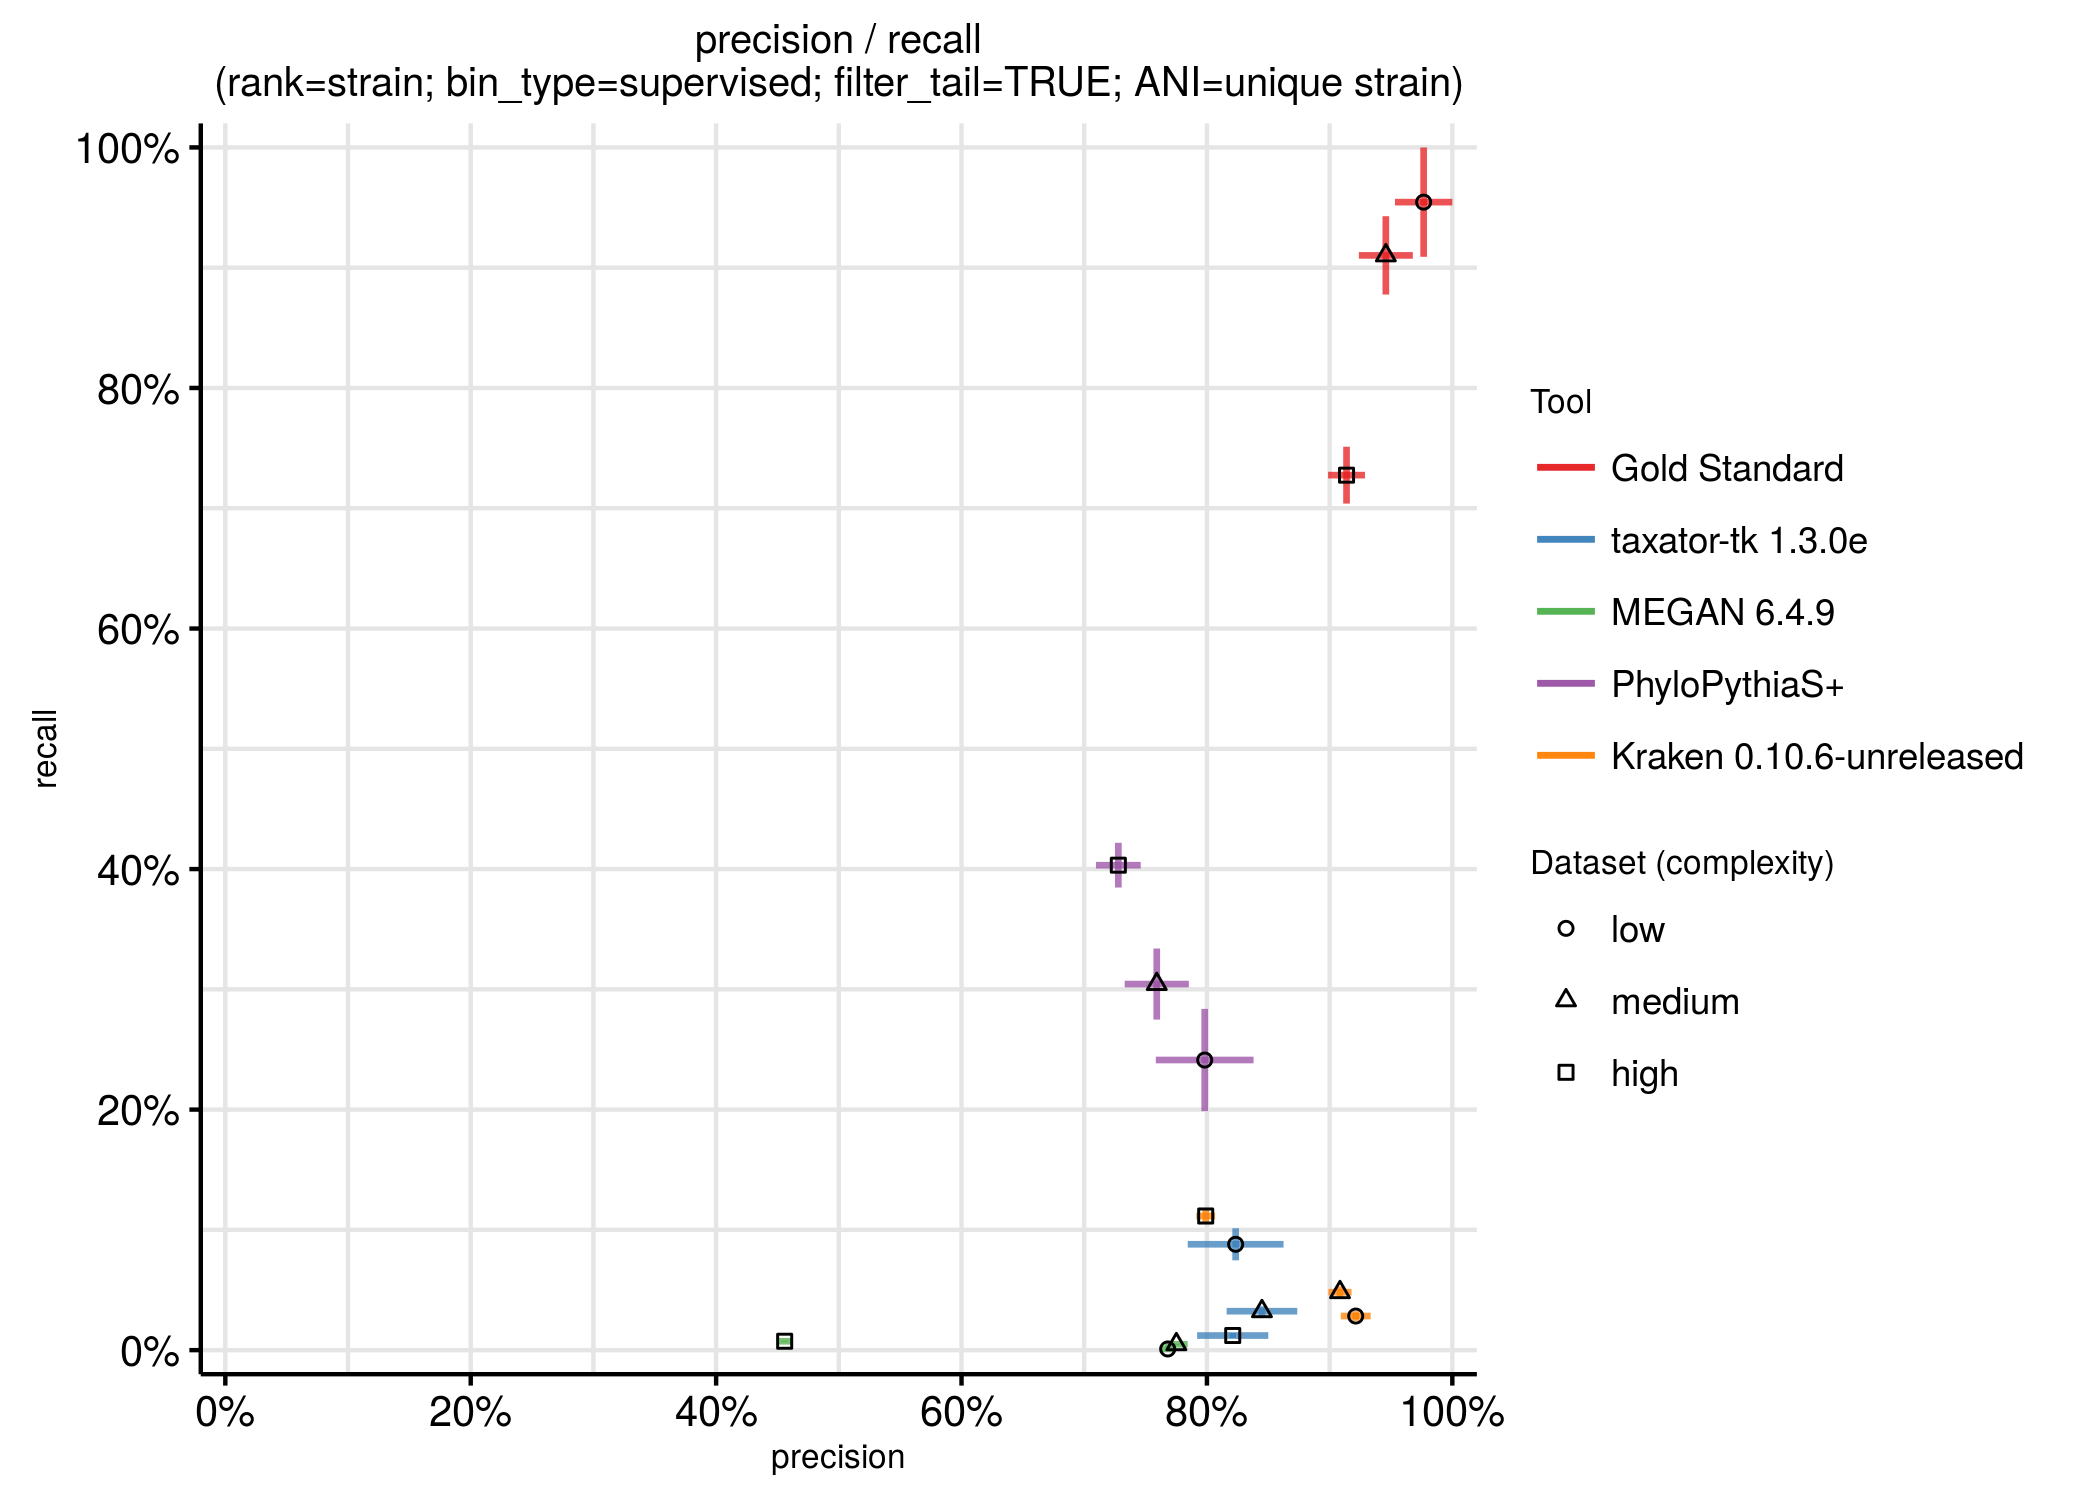 precision / recall
(rank=strain; bin_type=supervised; filter_tail=TRUE; ANI=unique strain)
100%
80%
60%
40%
20%
0%
recall
0%
20%
40%
60%
80%
100%
precision
Tool
Gold Standard
taxator-tk 1.3.0e
MEGAN 6.4.9
PhyloPythiaS+
Kraken 0.10.6-unreleased
Dataset (complexity)
low
medium
high